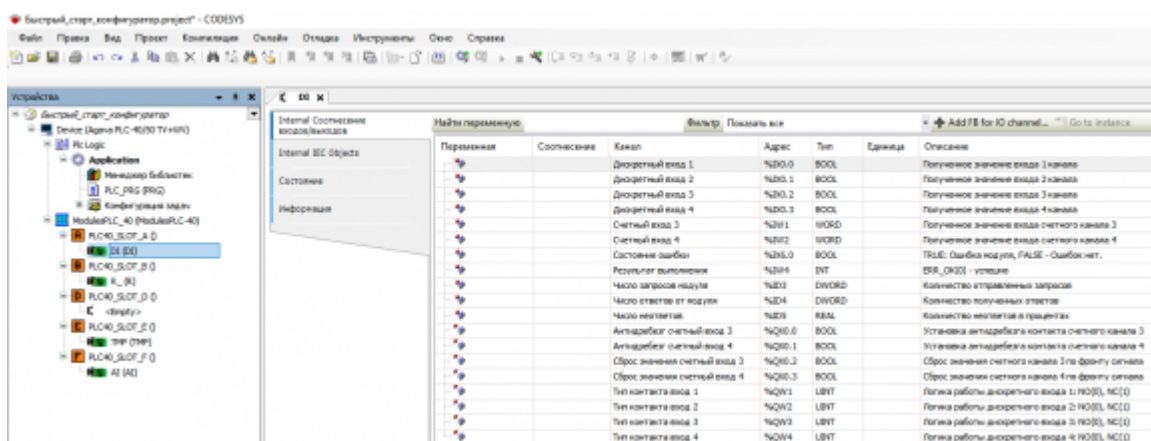 Быстрый_старт_конфигуратор.project* - CODESYS
Файл Правка Вид Проект Компиляция Онлайн Отладка Инструменты Окно Справка
Устройства
Быстрый_старт_конфигуратор
Device (Agava PLC-40/50 TV+WV)
Plc Logic
Application
Менеджер библиотек
PLC_PRG (PRG)
Конфигурация задач
ModulesPLC_40 (ModulesPLC-40)
A PLC40_SLOT_A ()
DI (DI)
B PLC40_SLOT_B ()
R_ (R)
D PLC40_SLOT_D ()
<Empty>
E PLC40_SLOT_E ()
TMP (TMP)
F PLC40_SLOT_F ()
AI (AI)
DI
Internal Соотнесение входов/выходов
Internal IEC Objects
Состояние
Информация
Найти переменную Фильтр Показать все Add FB for IO channel... Go to instance
Переменная Соотнесение Канал Адрес Тип Единица Описание
Дискретный вход 1 %IX0.0 BOOL Полученное значение входа 1 канала
Дискретный вход 2 %IX0.1 BOOL Полученное значение входа 2 канала
Дискретный вход 3 %IX0.2 BOOL Полученное значение входа 3 канала
Дискретный вход 4 %IX0.3 BOOL Полученное значение входа 4 канала
Счетный вход 3 %IW1 WORD Полученное значение входа счетного канала 3
Счетный вход 4 %IW2 WORD Полученное значение входа счетного канала 4
Состояние ошибки %IX6.0 BOOL TRUE: Ошибка модуля, FALSE - Ошибок нет.
Результат выполнения %IW4 INT ERR_OK(0) - успешно
Число запросов модуля %ID3 DWORD Количество отправленных запросов
Число ответов от модуля %ID4 DWORD Количество полученных ответов
Число неответов %ID5 REAL Количество неответов в процентах
Антидребезг счетный вход 3 %QX0.0 BOOL Установка антидребезга контакта счетного канала 3
Антидребезг счетный вход 4 %QX0.1 BOOL Установка антидребезга контакта счетного канала 4
Сброс значения счетный вход 3 %QX0.2 BOOL Сброс значения счетного канала 3 по фронту сигнала
Сброс значения счетный вход 4 %QX0.3 BOOL Сброс значения счетного канала 4 по фронту сигнала
Тип контакта вход 1 %QW1 UINT Логика работы дискретного входа 1: NO(0), NC(1)
Тип контакта вход 2 %QW2 UINT Логика работы дискретного входа 2: NO(0), NC(1)
Тип контакта вход 3 %QW3 UINT Логика работы дискретного входа 3: NO(0), NC(1)
Тип контакта вход 4 %QW4 UINT Логика работы дискретного входа 4: NO(0), NC(1)